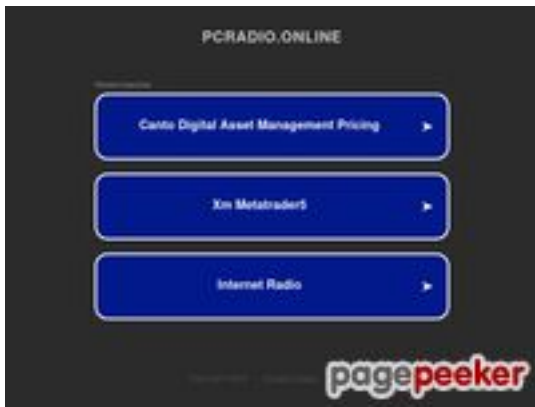 PCRADIO.ONLINE
Canto Digital Asset Management Pricing
Xm Metatrader5
Internet Radio
pagepeeker